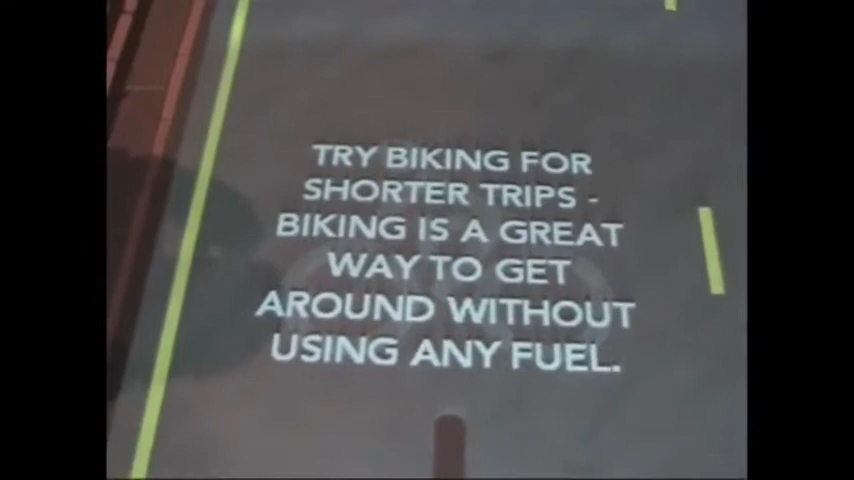 TRY BIKING FOR
SHORTER TRIPS -
BIKING IS A GREAT
WAY TO GET
AROUND WITHOUT
USING ANY FUEL.